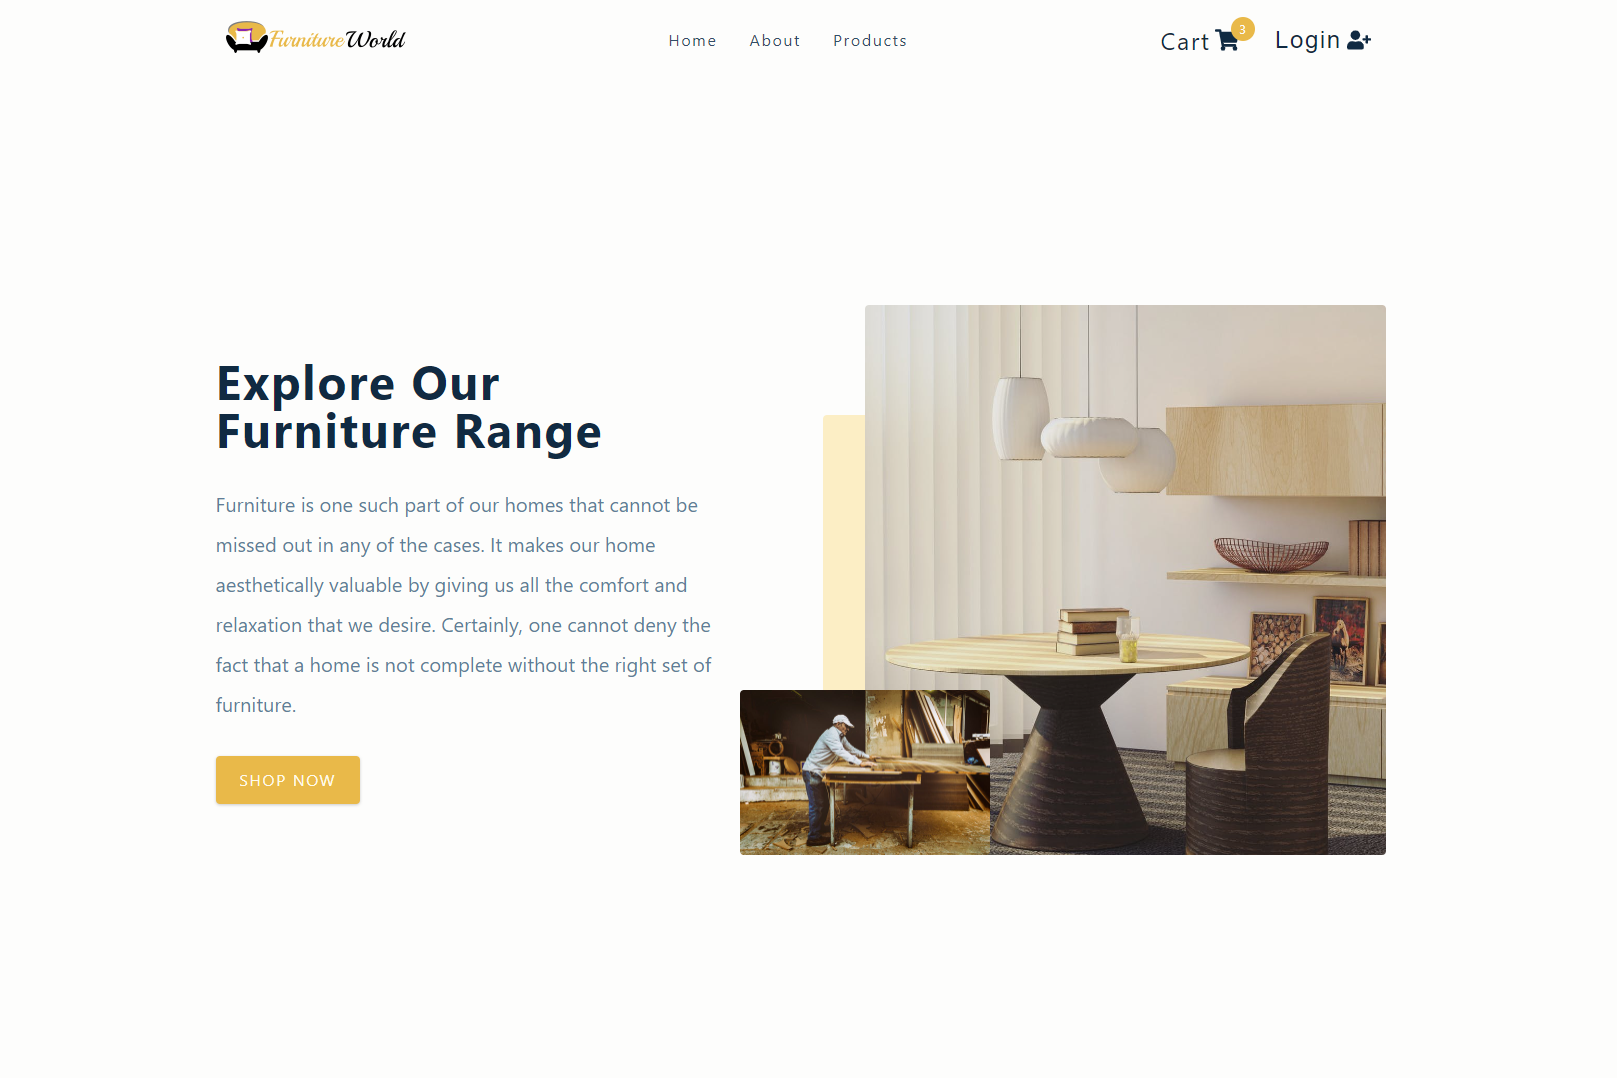 Furniture World
Home About Products
Cart 3 Login
Explore Our
Furniture Range
Furniture is one such part of our homes that cannot be
missed out in any of the cases. It makes our home
aesthetically valuable by giving us all the comfort and
relaxation that we desire. Certainly, one cannot deny the
fact that a home is not complete without the right set of
furniture.
SHOP NOW